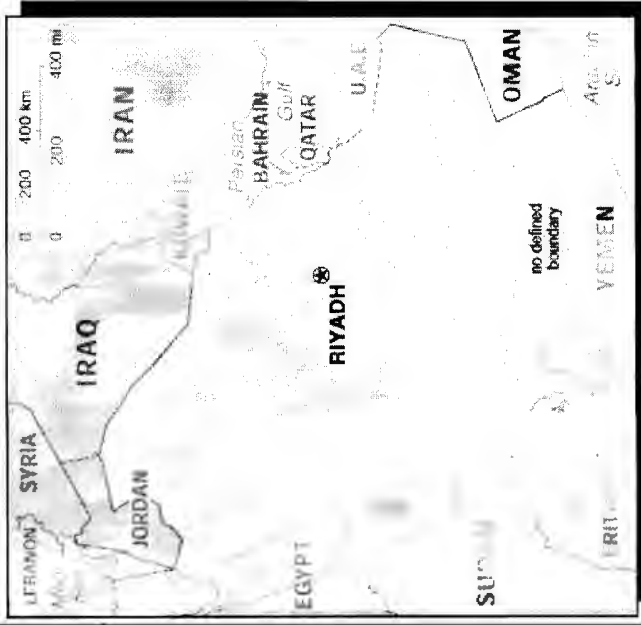 0 200 400 km
0 200 400 mi
LEBANON
SYRIA
IRAQ
IRAN
JORDAN
KUWAIT
Persian
Gulf
BAHRAIN
QATAR
U.A.E.
EGYPT
RIYADH
OMAN
no defined
boundary
YEMEN